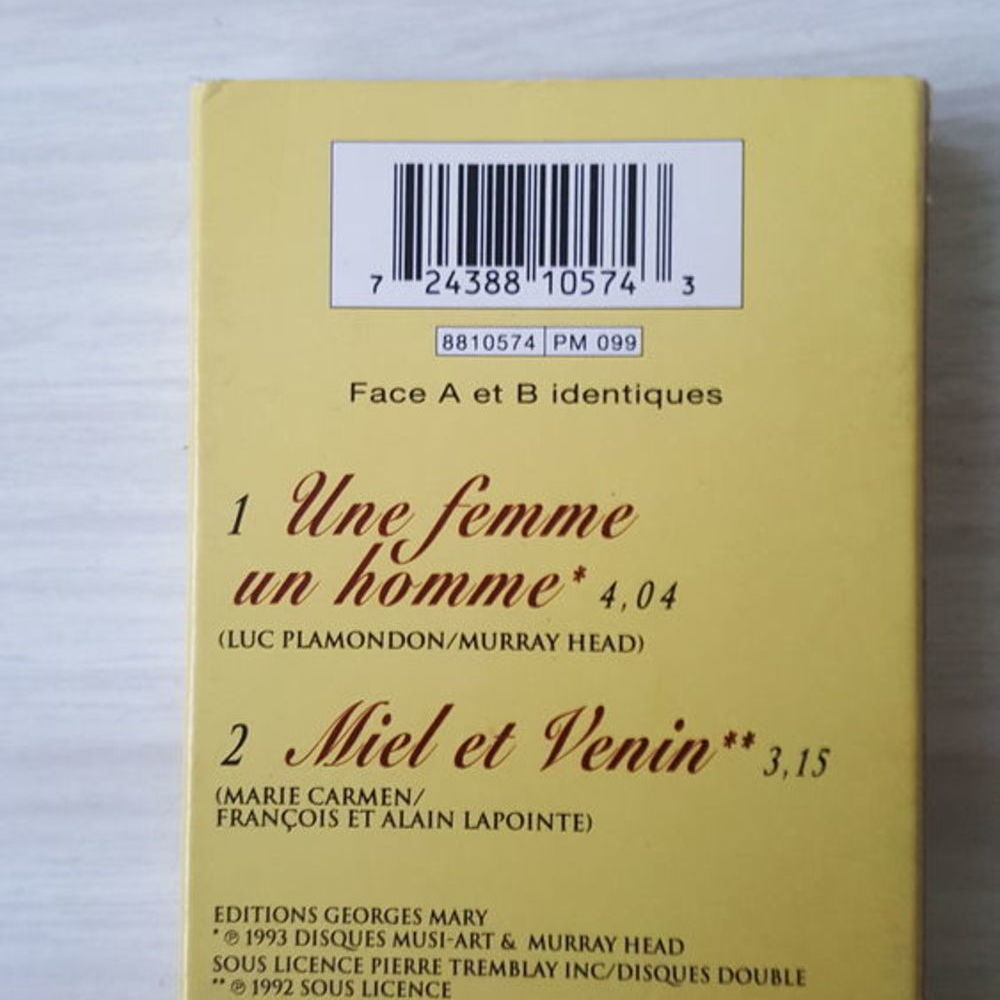 7 24388 10574 3
8810574 PM 099
Face A et B identiques
1 Une femme
un homme* 4,04
(LUC PLAMONDON/MURRAY HEAD)
2 Miel et Venin** 3,15
(MARIE CARMEN/
FRANÇOIS ET ALAIN LAPOINTE)
EDITIONS GEORGES MARY
* ℗ 1993 DISQUES MUSI-ART & MURRAY HEAD
SOUS LICENCE PIERRE TREMBLAY INC/DISQUES DOUBLE
** ℗ 1992 SOUS LICENCE